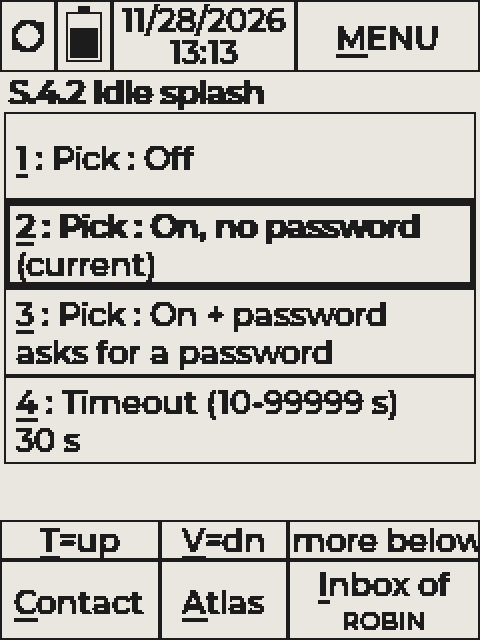 11/28/2026
13:13
MENU
S.4.2 Idle splash
1 : Pick : Off
2 : Pick : On, no password
(current)
3 : Pick : On + password
asks for a password
4 : Timeout (10-99999 s)
30 s
T=up
V=dn
more below
Contact
Atlas
Inbox of
ROBIN